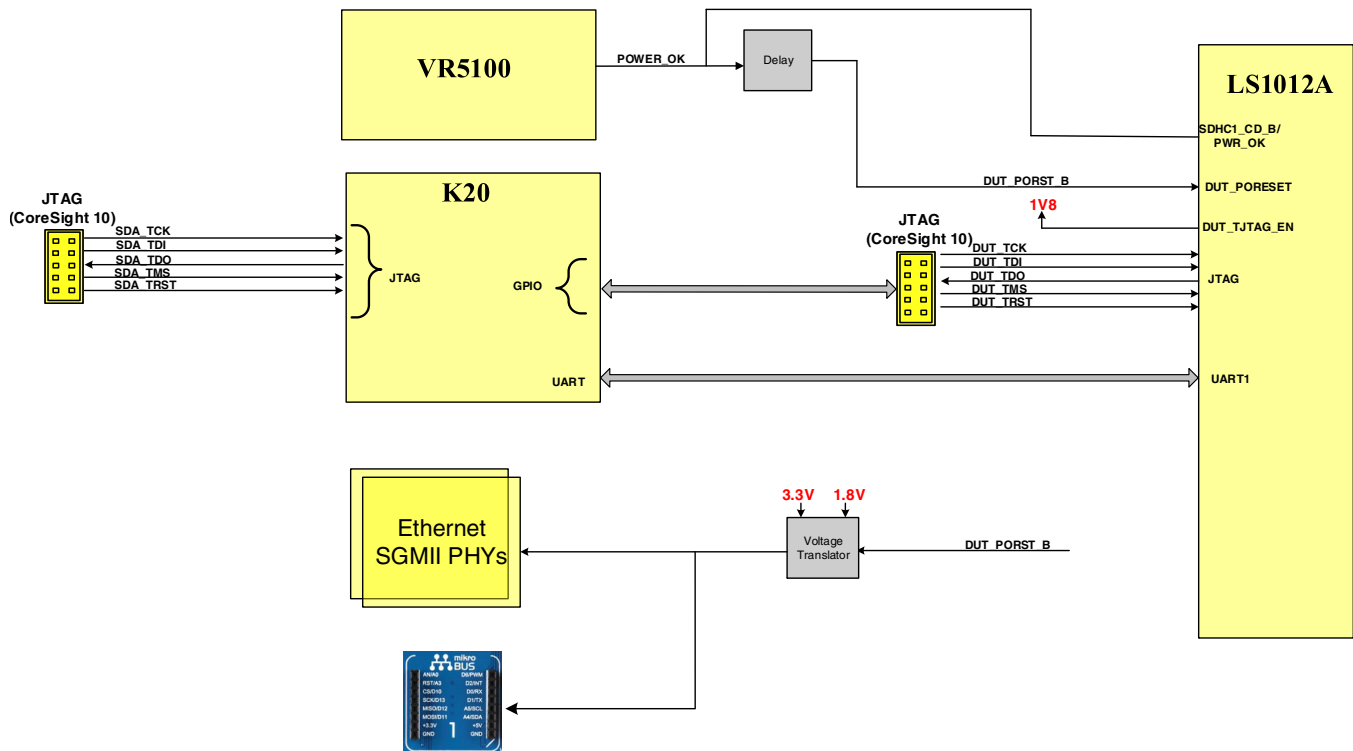 VR5100
POWER_OK
Delay
LS1012A
SDHC1_CD_B/
PWR_OK
DUT_PORST_B
DUT_PORESET
1V8
DUT_TJTAG_EN
JTAG
(CoreSight 10)
SDA_TCK
SDA_TDI
SDA_TDO
SDA_TMS
SDA_TRST
K20
JTAG
GPIO
UART
JTAG
(CoreSight 10)
DUT_TCK
DUT_TDI
DUT_TDO
DUT_TMS
DUT_TRST
JTAG
UART1
Ethernet
SGMII PHYs
3.3V
1.8V
Voltage
Translator
DUT_PORST_B
mikro
BUS
AN/A0 D6/PWM
RST/A3 D2/INT
CS/D10 D0/RX
SCK/D13 D1/TX
MISO/D12 A5/SCL
MOSI/D11 A4/SDA
+3.3V +5V
GND GND
1